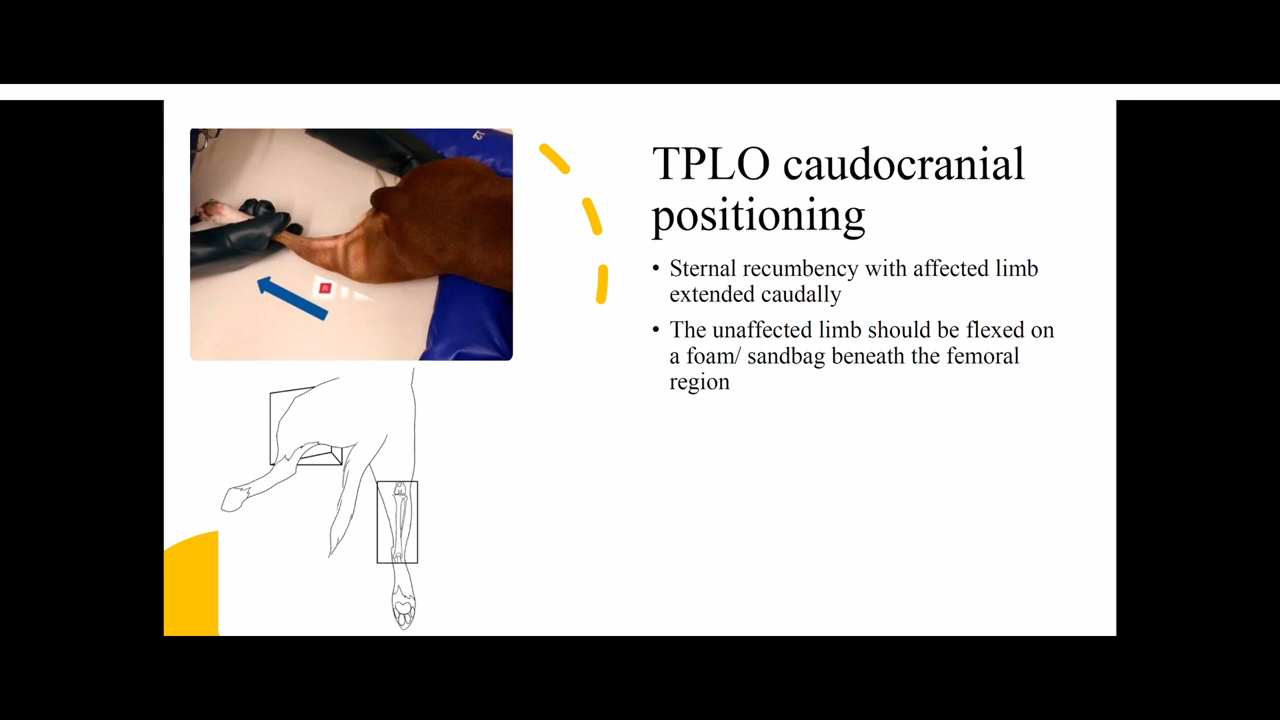 TPLO caudocranial
positioning
• Sternal recumbency with affected limb
extended caudally
• The unaffected limb should be flexed on
a foam/ sandbag beneath the femoral
region